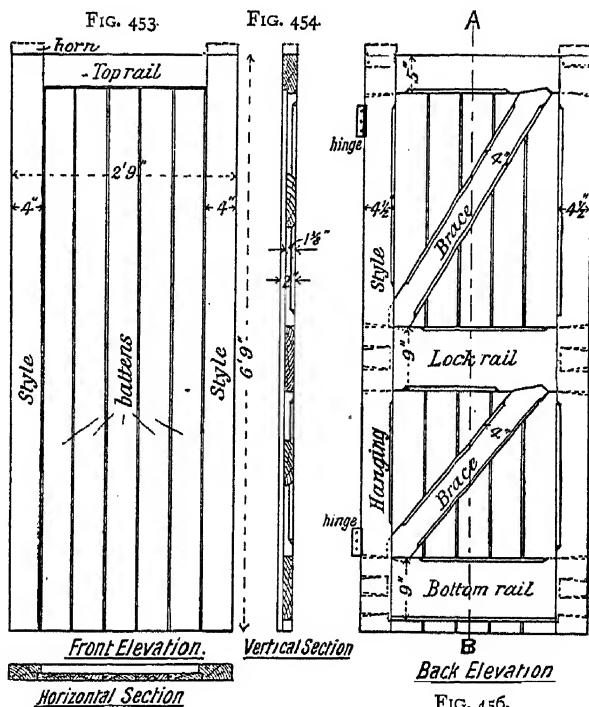 FIG. 453.
horn
Top rail
2'9"
4"
4"
Style
battens
Style
6'9"
Front Elevation.
Horizontal Section
FIG. 454.
1⅜"
2"
Vertical Section
A
5"
hinge
4"
4½"
4½"
Brace
Style
Lock rail
9"
4"
Brace
Hanging
hinge
9"
Bottom rail
B
Back Elevation
FIG. 456.